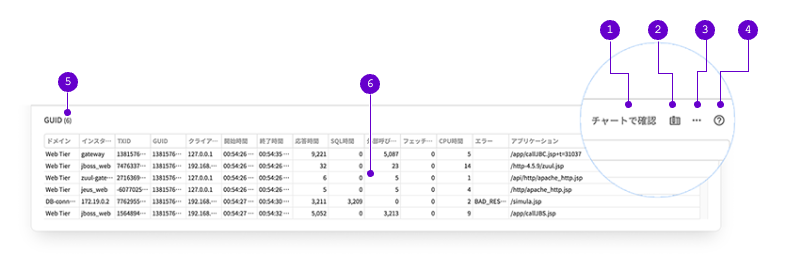 1 2 3 4
5 6
チャートで確認
GUID (6)
ドメイン インスタ··· TXID GUID クライア··· 開始時間 終了時間 応答時間 SQL時間 外部呼び··· フェッチ··· CPU時間 エラー アプリケーション
Web Tier gateway 1381576··· 1381576··· 127.0.0.1 00:54:26··· 00:54:35··· 9,221 0 5,087 0 5 /app/callJBC.jsp+t=31037
Web Tier jboss_web 1676337··· 1381576··· 192.168.··· 00:54:26··· 00:54:26··· 32 0 23 0 14 /http-4.5.9/zuul.jsp
Web Tier zuul-gate··· 2716369··· 1381576··· 127.0.0.1 00:54:26··· 00:54:26··· 6 0 5 0 1 /api/http/apache_http.jsp
Web Tier jeus_web -6077025··· 1381576··· 127.0.0.1 00:54:26··· 00:54:26··· 5 0 5 0 4 /http/apache_http.jsp
DB-conn··· 172.19.0.2 7762955··· 1381576··· 192.168.··· 00:54:27··· 00:54:30··· 3,211 3,209 0 0 2 BAD_RES··· /simula.jsp
Web Tier jboss_web 1564894··· 1381576··· 192.168.··· 00:54:27··· 00:54:32··· 5,052 0 3,213 0 9 /app/callJBS.jsp